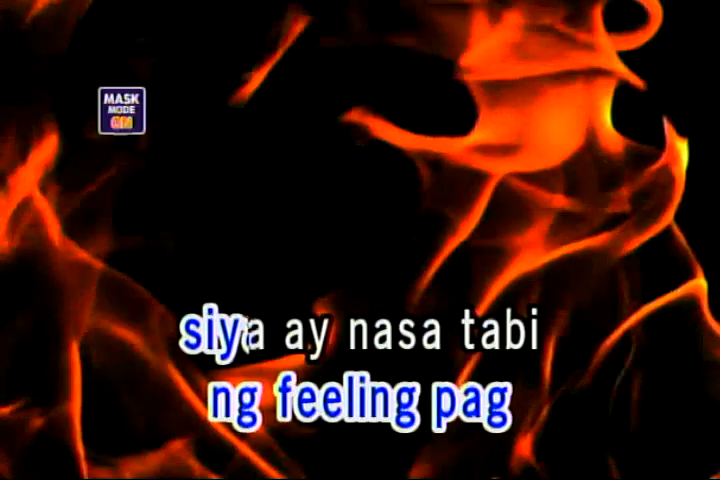 MASK
MODE
ON
siya ay nasa tabi
ng feeling pag